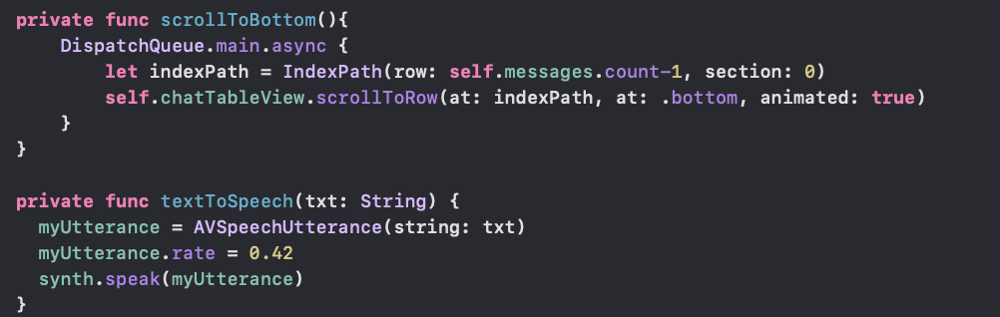 private func scrollToBottom(){
    DispatchQueue.main.async {
        let indexPath = IndexPath(row: self.messages.count-1, section: 0)
        self.chatTableView.scrollToRow(at: indexPath, at: .bottom, animated: true)
    }
}

private func textToSpeech(txt: String) {
  myUtterance = AVSpeechUtterance(string: txt)
  myUtterance.rate = 0.42
  synth.speak(myUtterance)
}